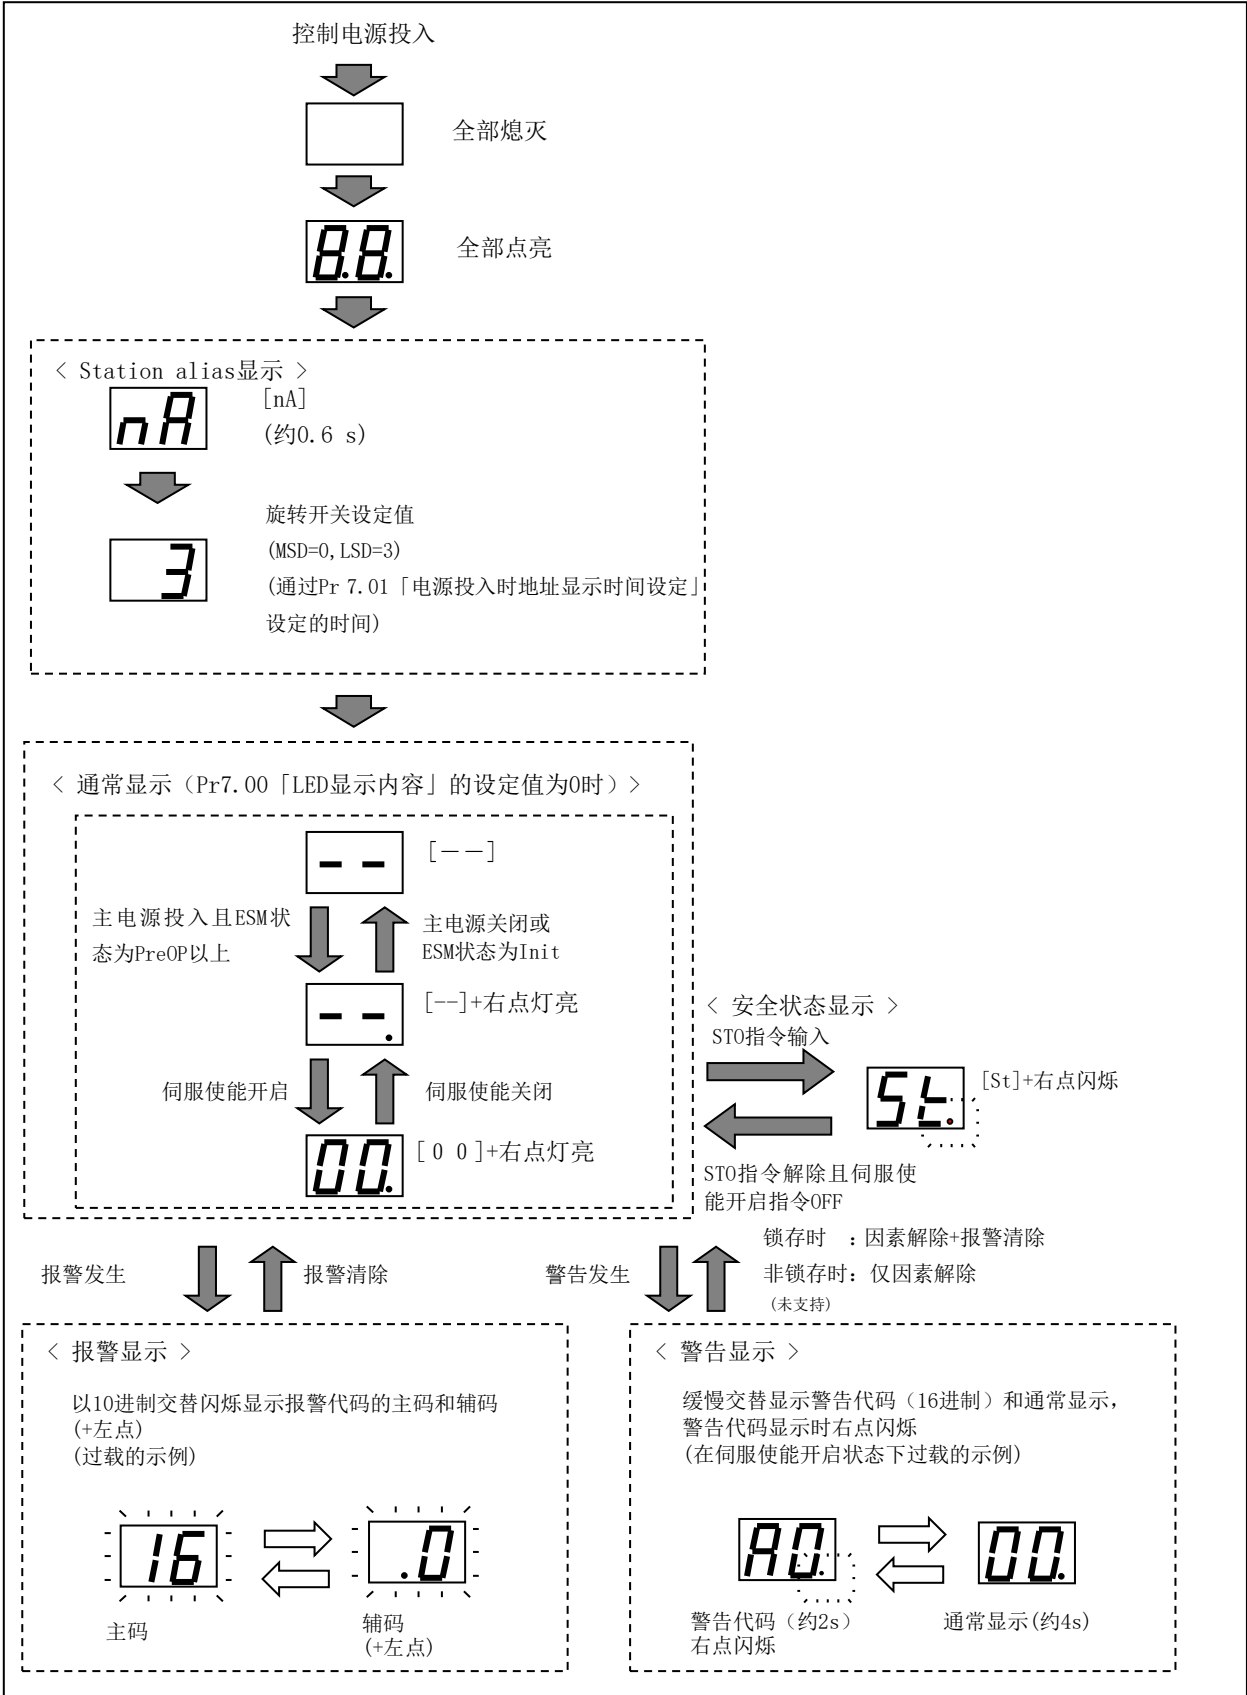 控制电源投入
全部熄灭
8.8.
全部点亮
< Station alias显示 >
nA
[nA]
(约0.6 s)
3
旋转开关设定值
(MSD=0,LSD=3)
(通过Pr 7.01「电源投入时地址显示时间设定」
设定的时间)
< 通常显示（Pr7.00「LED显示内容」的设定值为0时）>
--
[－－]
主电源投入且ESM状
态为PreOP以上
主电源关闭或
ESM状态为Init
--.
[--]+右点灯亮
伺服使能开启
伺服使能关闭
00.
[ 0 0 ]+右点灯亮
< 安全状态显示 >
STO指令输入
St.
[St]+右点闪烁
STO指令解除且伺服使
能开启指令OFF
报警发生
报警清除
警告发生
锁存时 ：因素解除+报警清除
非锁存时：仅因素解除
(未支持)
< 报警显示 >
以10进制交替闪烁显示报警代码的主码和辅码
(+左点)
(过载的示例)
16
.0
主码
辅码
(+左点)
< 警告显示 >
缓慢交替显示警告代码（16进制）和通常显示，
警告代码显示时右点闪烁
(在伺服使能开启状态下过载的示例)
A0.
00.
警告代码（约2s）
右点闪烁
通常显示(约4s)